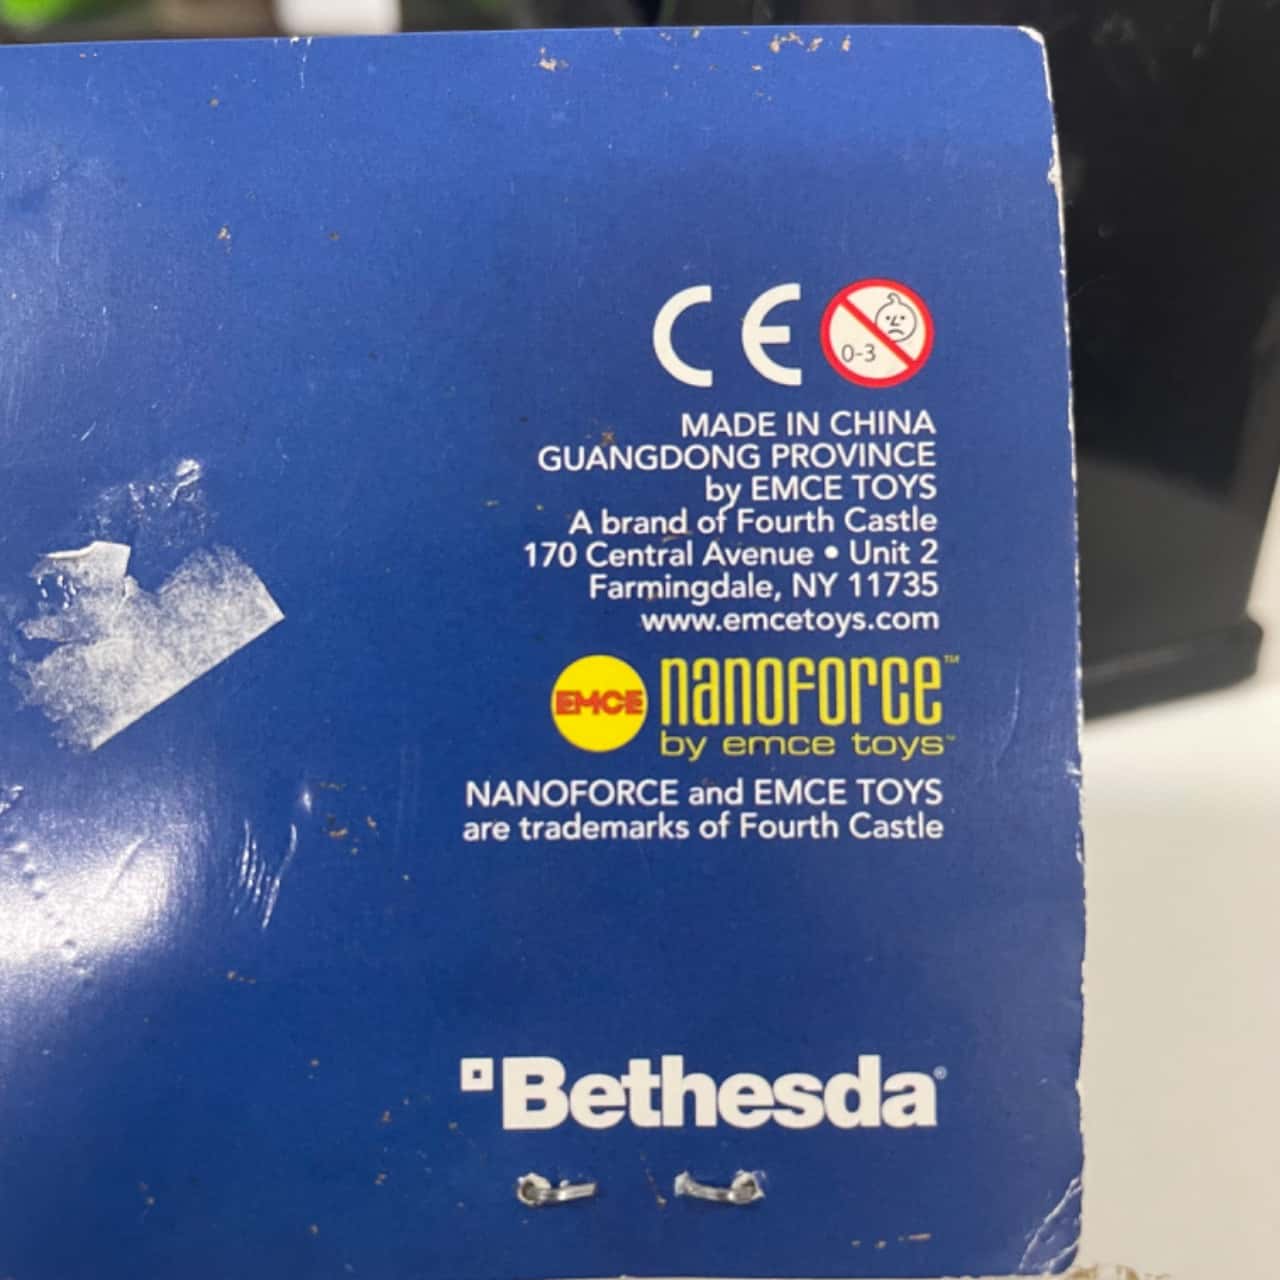 CE
0-3
MADE IN CHINA
GUANGDONG PROVINCE
by EMCE TOYS
A brand of Fourth Castle
170 Central Avenue • Unit 2
Farmingdale, NY 11735
www.emcetoys.com
EMCE nanoforce™
by emce toys™
NANOFORCE and EMCE TOYS
are trademarks of Fourth Castle
Bethesda®